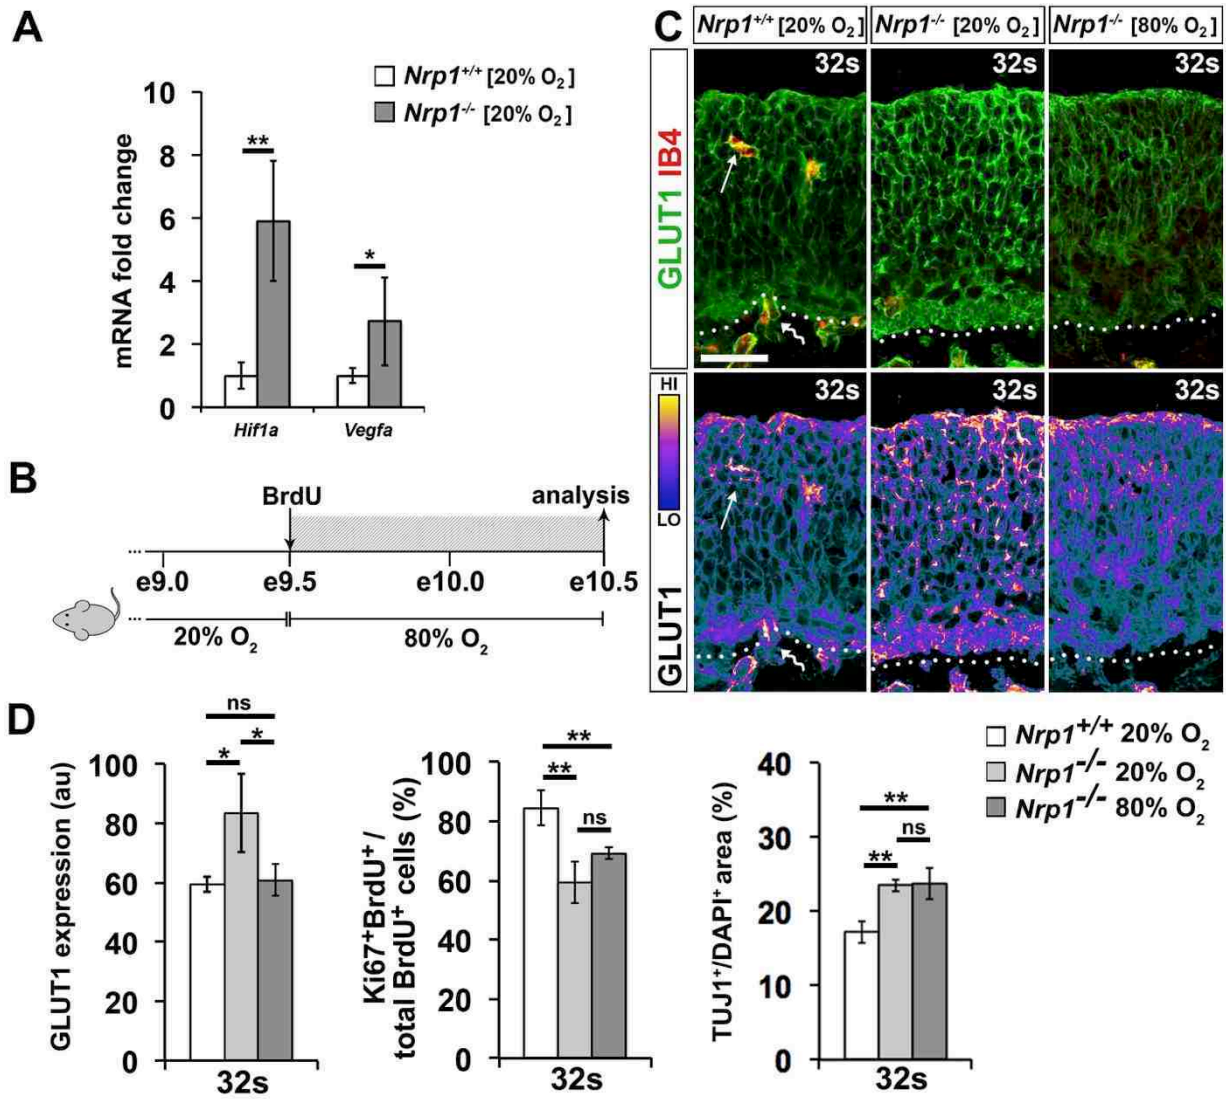 A
Nrp1+/+ [20% O2]
Nrp1-/- [20% O2]
mRNA fold change
10
8
6
4
2
0
**
*
Hif1a
Vegfa
B
BrdU
analysis
...
e9.0
e9.5
e10.0
e10.5
...
20% O2
80% O2
C
Nrp1+/+ [20% O2]
Nrp1-/- [20% O2]
Nrp1-/- [80% O2]
GLUT1 IB4
32s
32s
32s
GLUT1
HI
LO
32s
32s
32s
D
GLUT1 expression (au)
100
80
60
40
20
0
ns
*
*
32s
Ki67+BrdU+ /
total BrdU+ cells (%)
100
80
60
40
20
0
**
**
ns
32s
TUJ1+/DAPI+ area (%)
40
30
20
10
0
**
ns
**
32s
Nrp1+/+ 20% O2
Nrp1-/- 20% O2
Nrp1-/- 80% O2